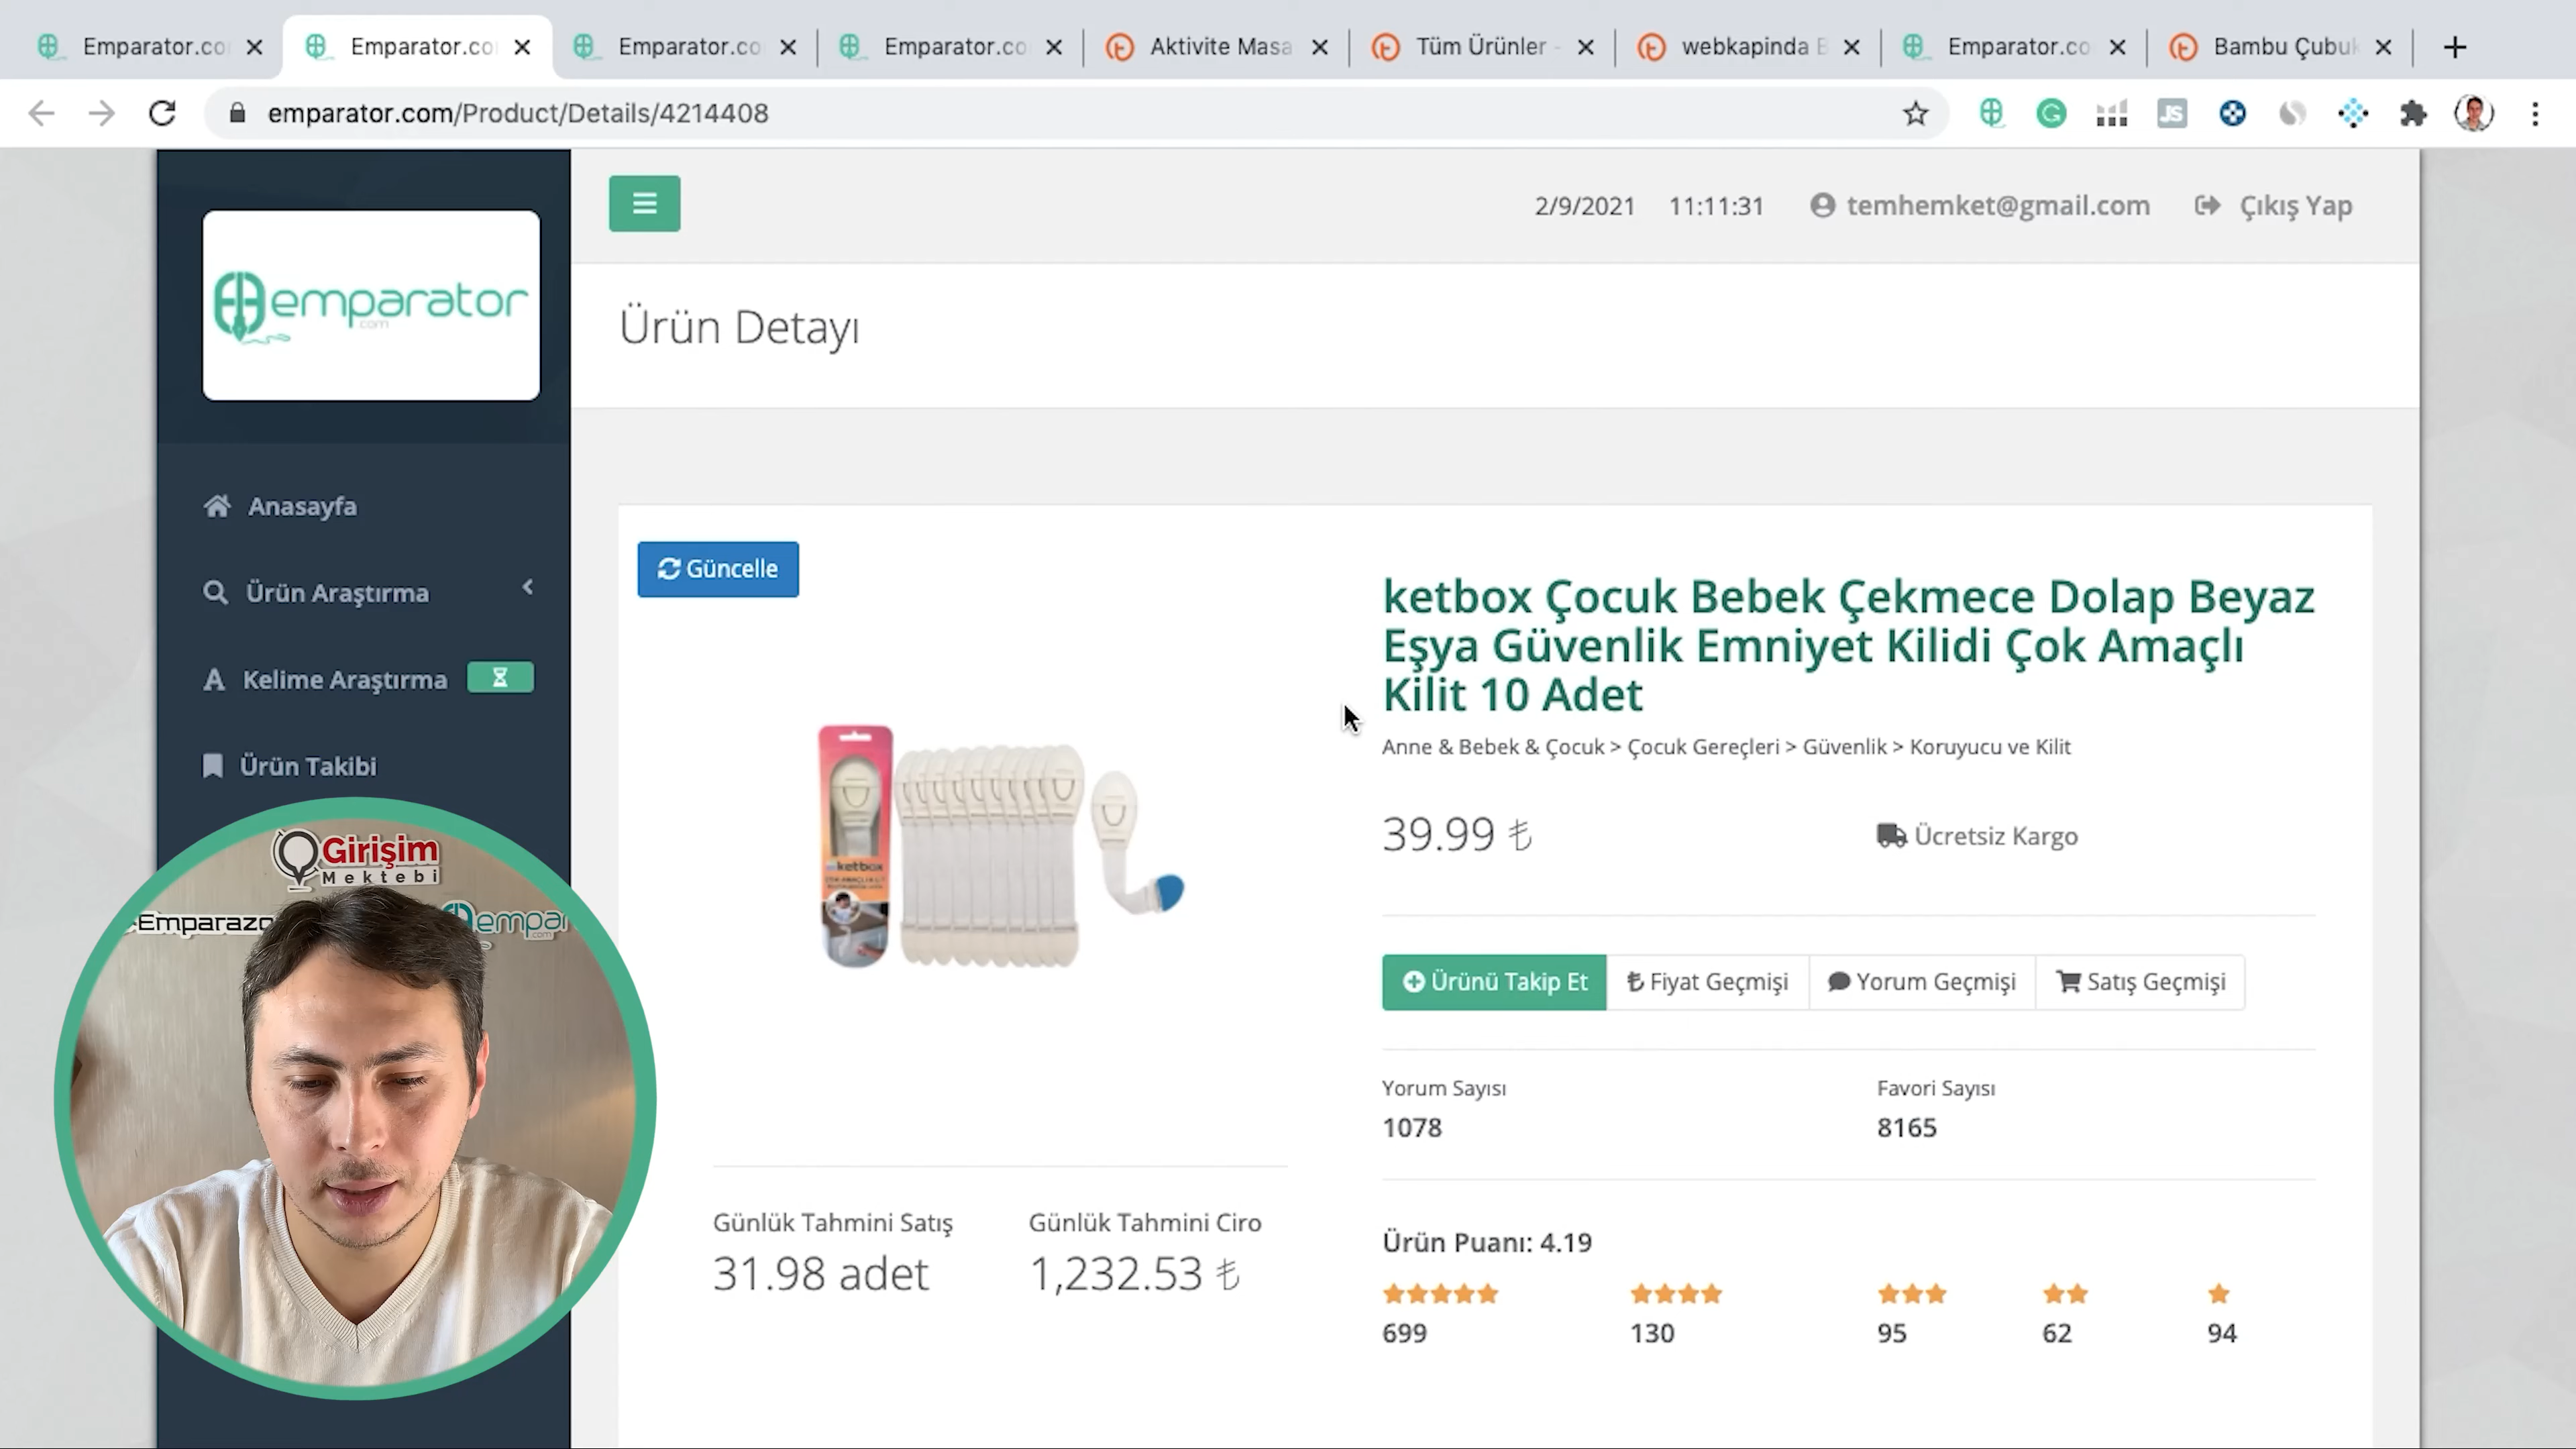 Emparator.co
Emparator.co
Emparator.co
Emparator.co
Aktivite Masa
Tüm Ürünler -
webkapinda B
Emparator.co
Bambu Çubuk
emparator.com/Product/Details/4214408
JS
emparator
.com
2/9/2021 11:11:31 temhemket@gmail.com Çıkış Yap
Ürün Detayı
Anasayfa
Ürün Araştırma
Kelime Araştırma
Ürün Takibi
Güncelle
ketbox
ketbox Çocuk Bebek Çekmece Dolap Beyaz
Eşya Güvenlik Emniyet Kilidi Çok Amaçlı
Kilit 10 Adet
Anne & Bebek & Çocuk > Çocuk Gereçleri > Güvenlik > Koruyucu ve Kilit
39.99 ₺ Ücretsiz Kargo
Ürünü Takip Et ₺ Fiyat Geçmişi Yorum Geçmişi Satış Geçmişi
Yorum Sayısı Favori Sayısı
1078 8165
Günlük Tahmini Satış Günlük Tahmini Ciro
31.98 adet 1,232.53 ₺
Ürün Puanı: 4.19
699 130 95 62 94
Girişim
Mektebi
Emparazo
empar
.com